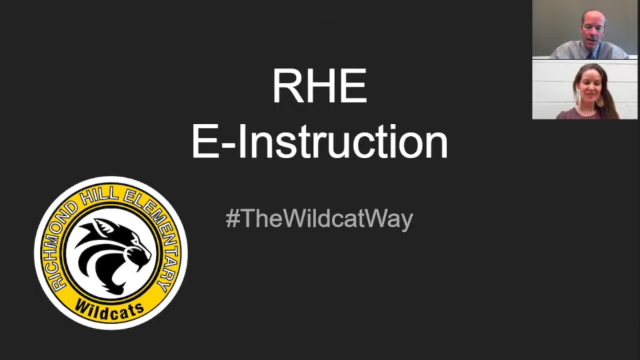 RHE
E-Instruction
#TheWildcatWay
RICHMOND HILL ELEMENTARY
Wildcats